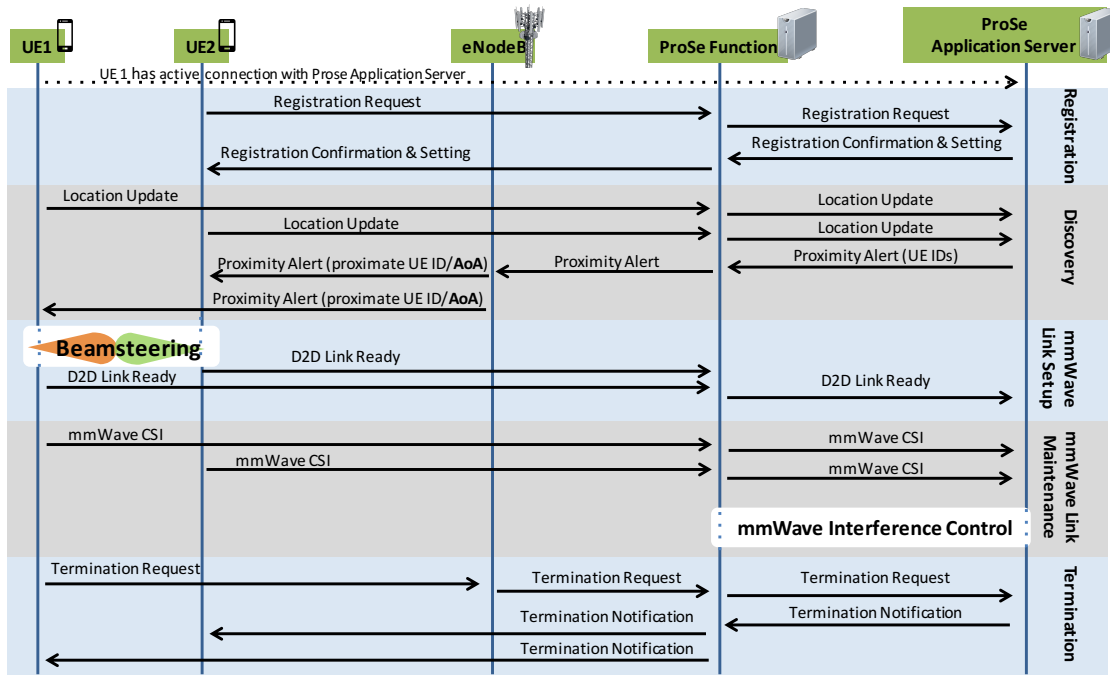 UE1
UE2
eNodeB
ProSe Function
ProSe
Application Server
UE 1 has active connection with Prose Application Server
Registration Request
Registration Request
Registration Confirmation & Setting
Registration Confirmation & Setting
Registration
Location Update
Location Update
Location Update
Location Update
Proximity Alert (UE IDs)
Proximity Alert
Proximity Alert (proximate UE ID/AoA)
Proximity Alert (proximate UE ID/AoA)
Discovery
Beamsteering
D2D Link Ready
D2D Link Ready
D2D Link Ready
mmWave
Link Setup
mmWave CSI
mmWave CSI
mmWave CSI
mmWave CSI
mmWave Interference Control
mmWave Link
Maintenance
Termination Request
Termination Request
Termination Request
Termination Notification
Termination Notification
Termination Notification
Termination